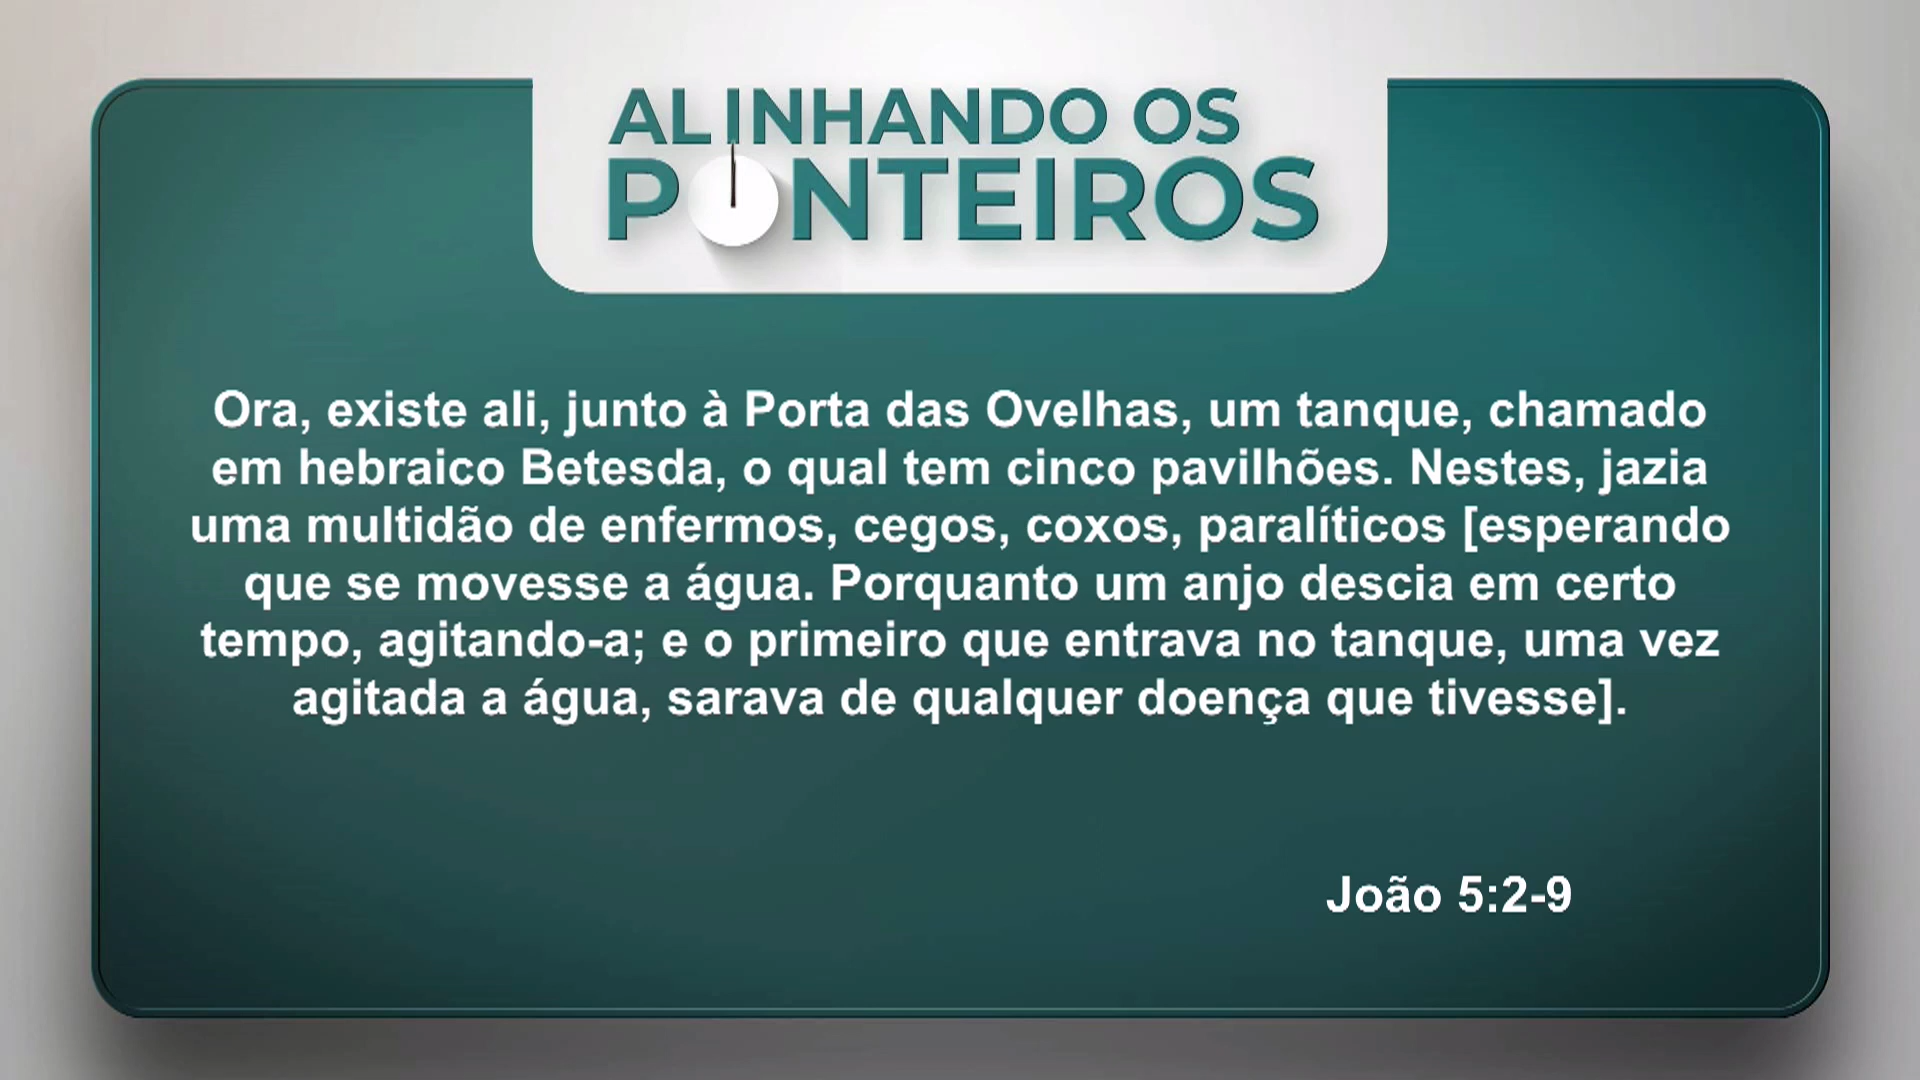 ALINHANDO OS
PONTEIROS
Ora, existe ali, junto à Porta das Ovelhas, um tanque, chamado
em hebraico Betesda, o qual tem cinco pavilhões. Nestes, jazia
uma multidão de enfermos, cegos, coxos, paralíticos [esperando
que se movesse a água. Porquanto um anjo descia em certo
tempo, agitando-a; e o primeiro que entrava no tanque, uma vez
agitada a água, sarava de qualquer doença que tivesse].
João 5:2-9